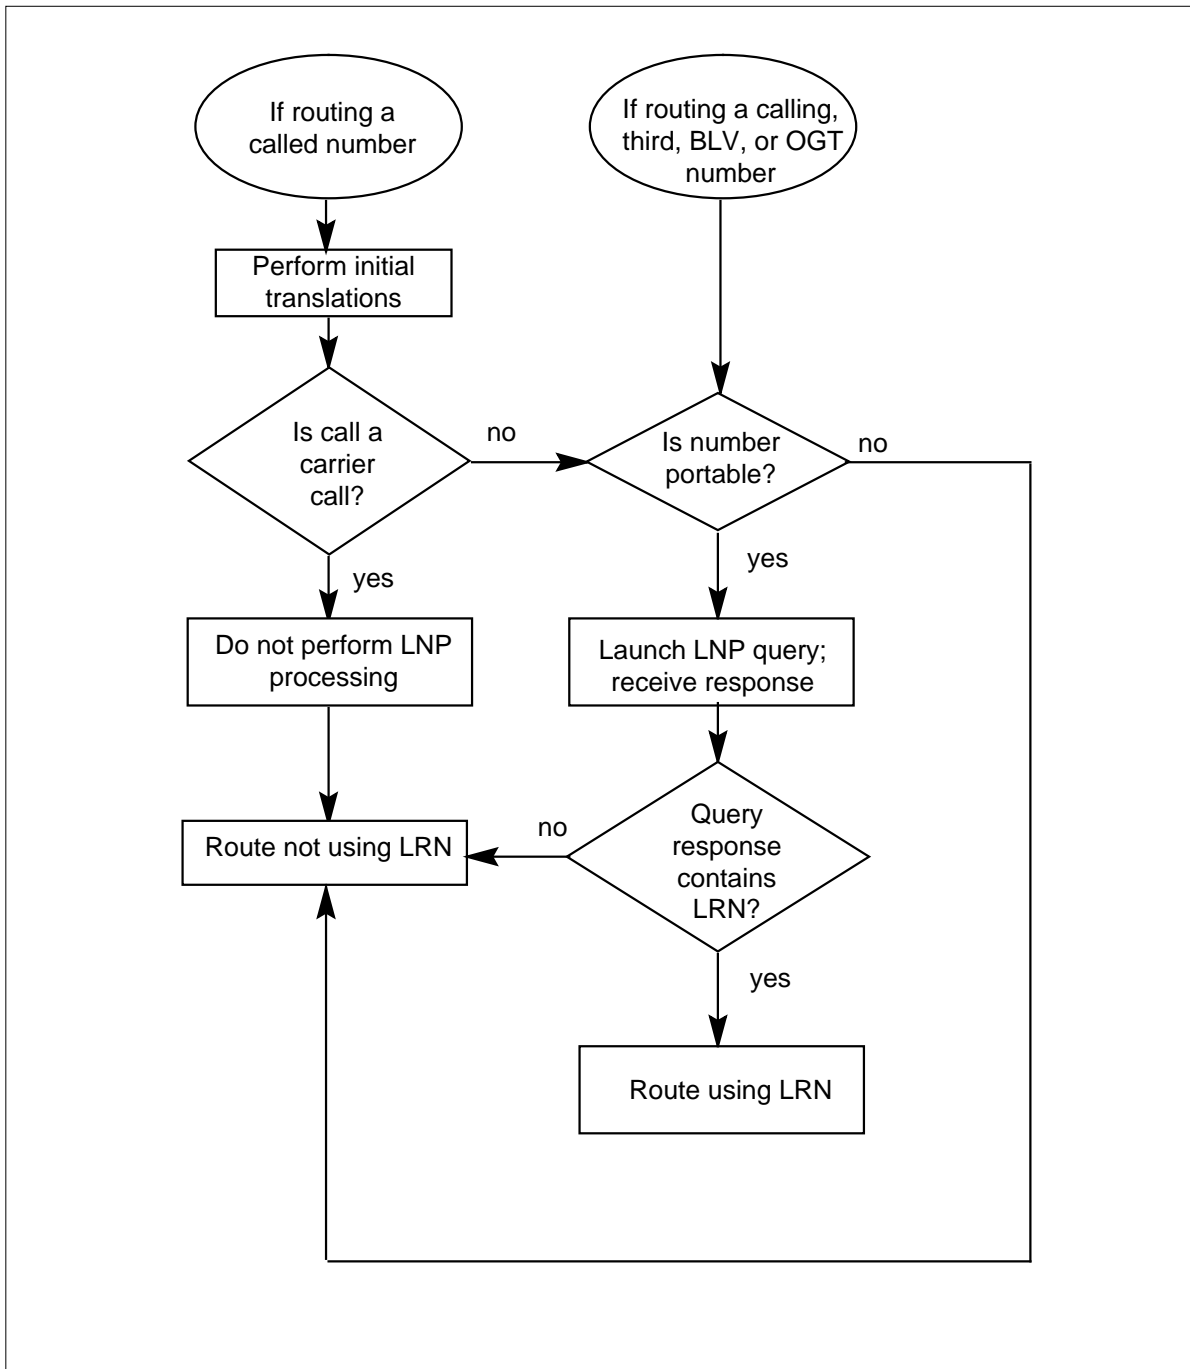 If routing a
called number
If routing a calling,
third, BLV, or OGT
number
Perform initial
translations
Is call a
carrier
call?
no
Is number
portable?
no
yes
yes
Do not perform LNP
processing
Launch LNP query;
receive response
Route not using LRN
no
Query
response
contains
LRN?
yes
Route using LRN